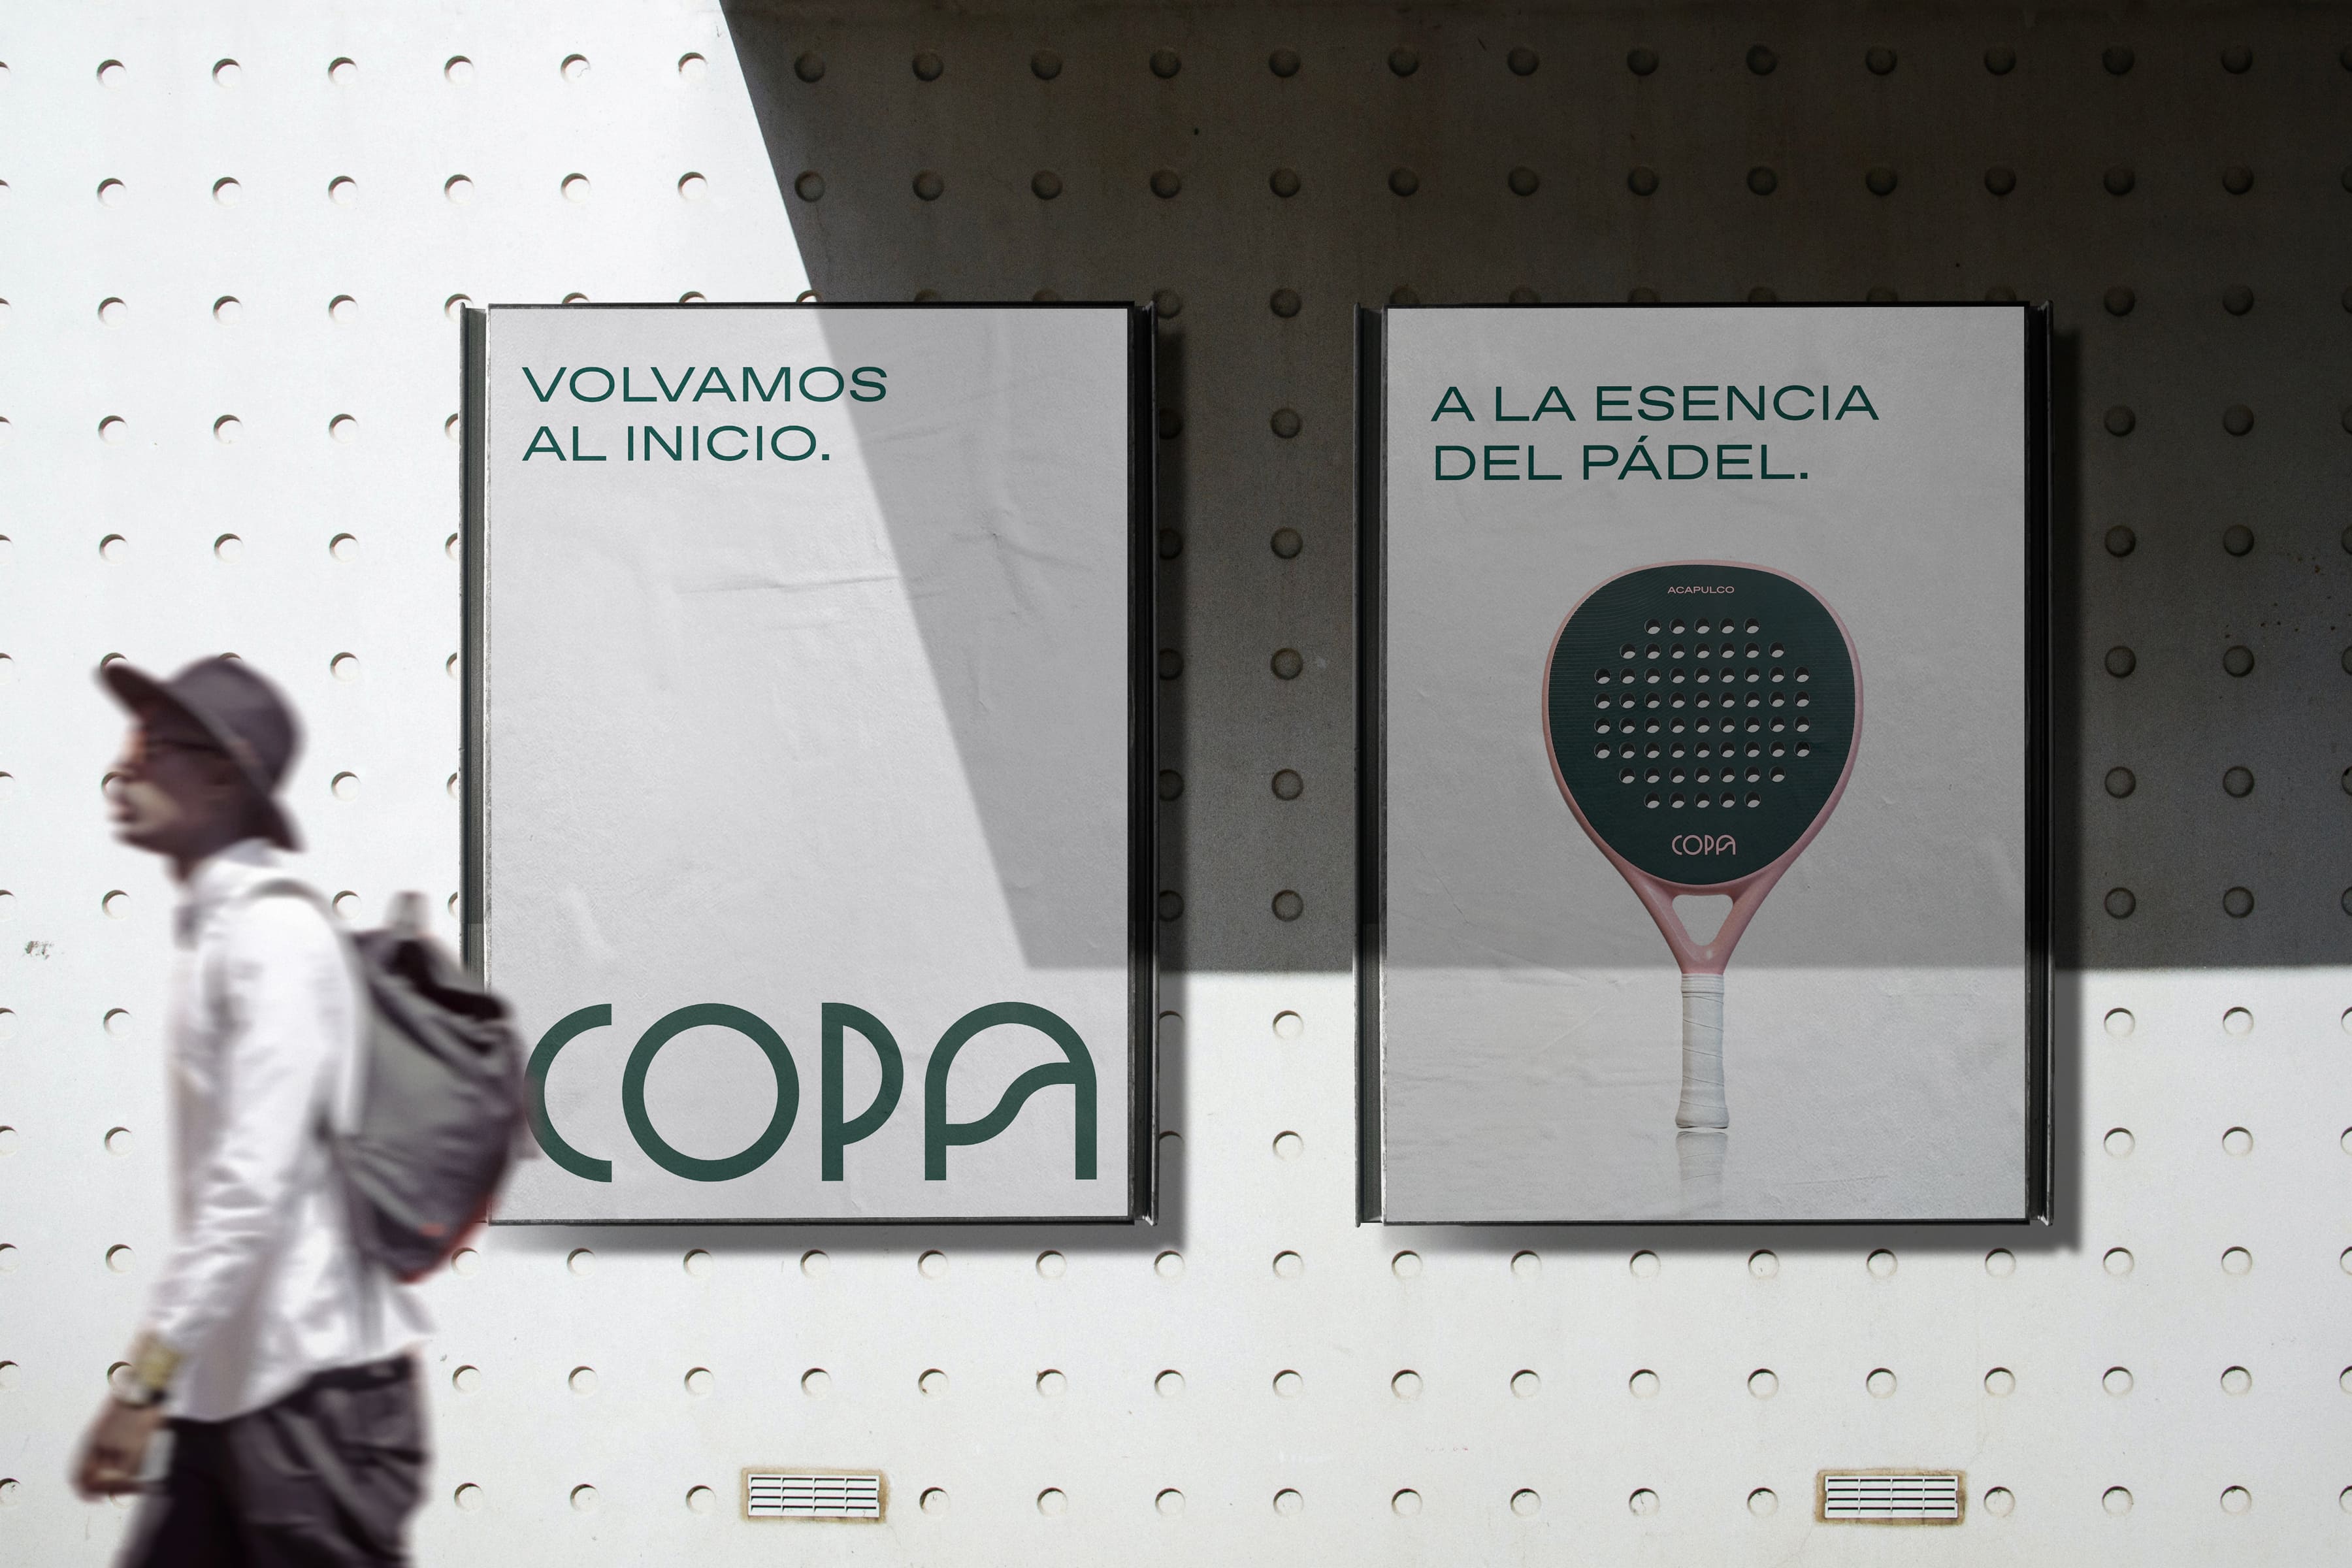 VOLVAMOS
AL INICIO.
COPA
A LA ESENCIA
DEL PÁDEL.
ACAPULCO
COPA